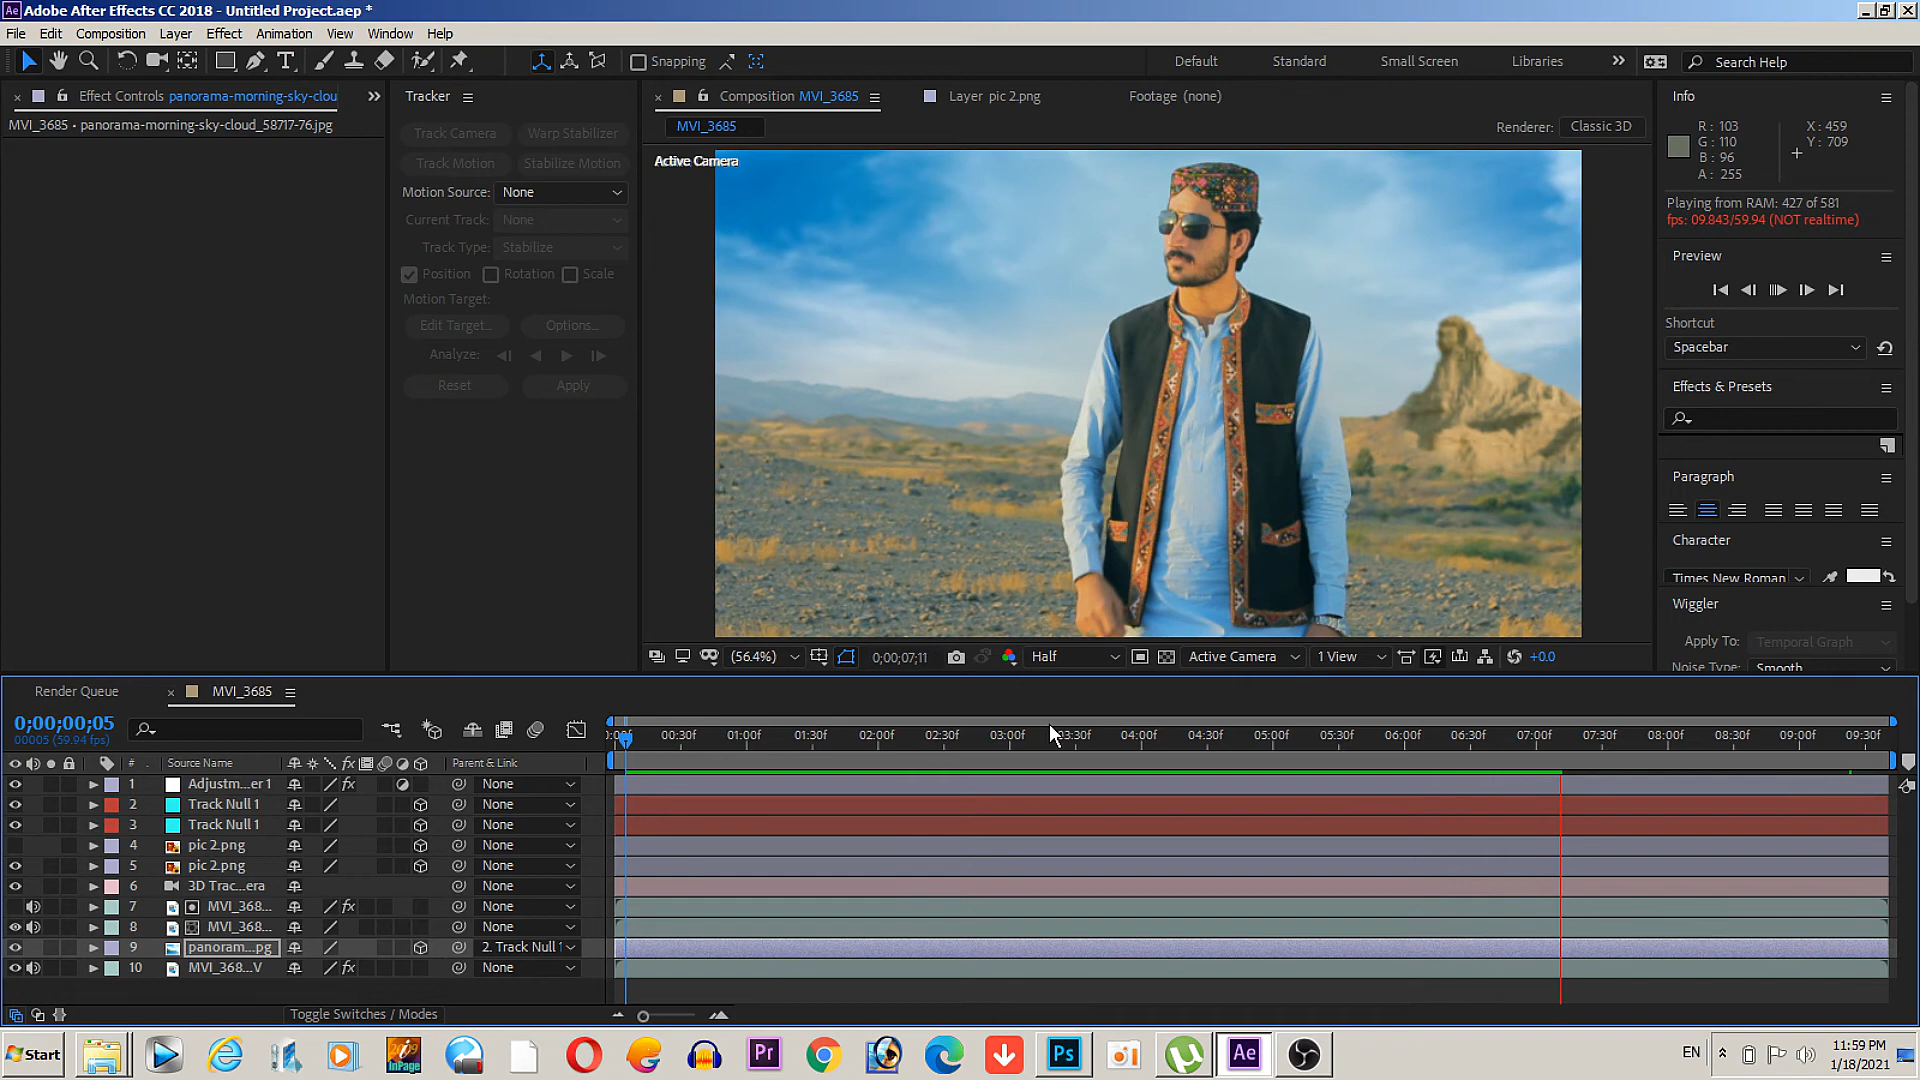 Adobe After Effects CC 2018 - Untitled Project.aep *
File Edit Composition Layer Effect Animation View Window Help
Snapping
Default Standard Small Screen Libraries
Search Help
Effect Controls panorama-morning-sky-clou
MVI_3685 • panorama-morning-sky-cloud_58717-76.jpg
Tracker
Track Camera Warp Stabilizer
Track Motion Stabilize Motion
Motion Source: None
Current Track: None
Track Type: Stabilize
Position Rotation Scale
Motion Target:
Edit Target... Options...
Analyze:
Reset Apply
Composition MVI_3685
Layer pic 2.png
Footage (none)
MVI_3685
Renderer: Classic 3D
Active Camera
(56.4%) 0;00;07;11 Half Active Camera 1 View +0.0
Info
R : 103 X : 459
G : 110 Y : 709
B : 96
A : 255
Playing from RAM: 427 of 581
fps: 09.843/59.94 (NOT realtime)
Preview
Shortcut
Spacebar
Effects & Presets
Paragraph
Character
Times New Roman
Wiggler
Apply To: Temporal Graph
Noise Type: Smooth
Render Queue MVI_3685
0;00;00;05
00005 (59.94 fps)
00:30f 01:00f 01:30f 02:00f 02:30f 03:00f 03:30f 04:00f 04:30f 05:00f 05:30f 06:00f 06:30f 07:00f 07:30f 08:00f 08:30f 09:00f 09:30f
# Source Name fx Parent & Link
1 Adjustm...er 1 fx None
2 Track Null 1 None
3 Track Null 1 None
4 pic 2.png None
5 pic 2.png None
6 3D Trac...era None
7 MVI_368... fx None
8 MVI_368... None
9 panoram...pg 2. Track Null 1
10 MVI_368...V fx None
Toggle Switches / Modes
Start
InPage
Pr
Ps
Ae
EN
11:59 PM
1/18/2021